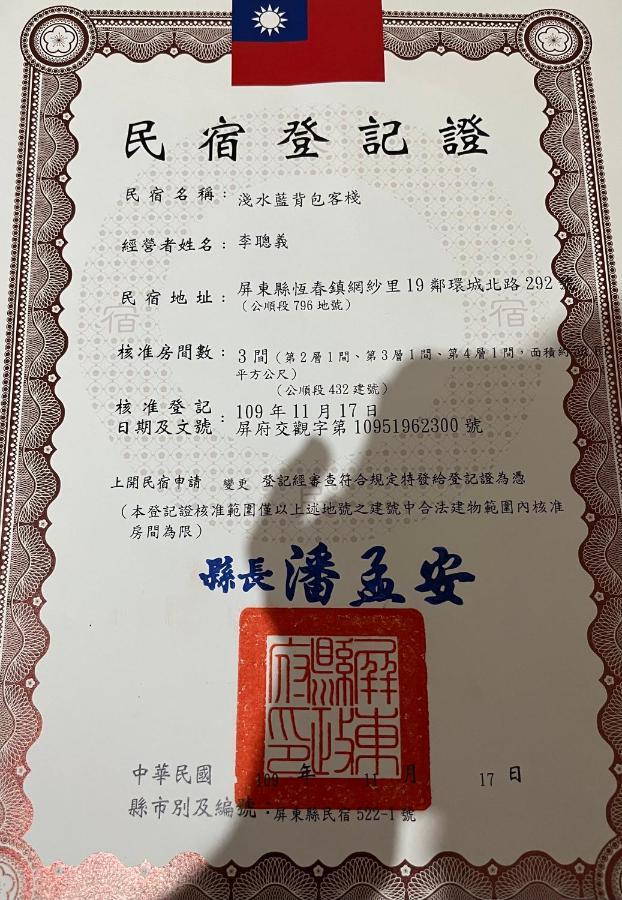 民宿登記證
民宿名稱：淺水藍背包客棧
經營者姓名：李聰義
民宿地址：屏東縣恆春鎮網紗里19鄰環城北路292號
（公順段796地號）
核准房間數：3間（第2層1間、第3層1間、第4層1間，面積約
平方公尺）
（公順段432建號）
核准登記 109年11月17日
日期及文號：屏府交觀字第10951962300號
上開民宿申請 變更 登記經審查符合規定特發給登記證為憑
（本登記證核准範圍僅以上述地號之建號中合法建物範圍內核准
房間為限）
縣長潘孟安
屏東縣政府印
中華民國 109 年 11 月 17 日
縣市別及編號：屏東縣民宿522-1號
宿
宿